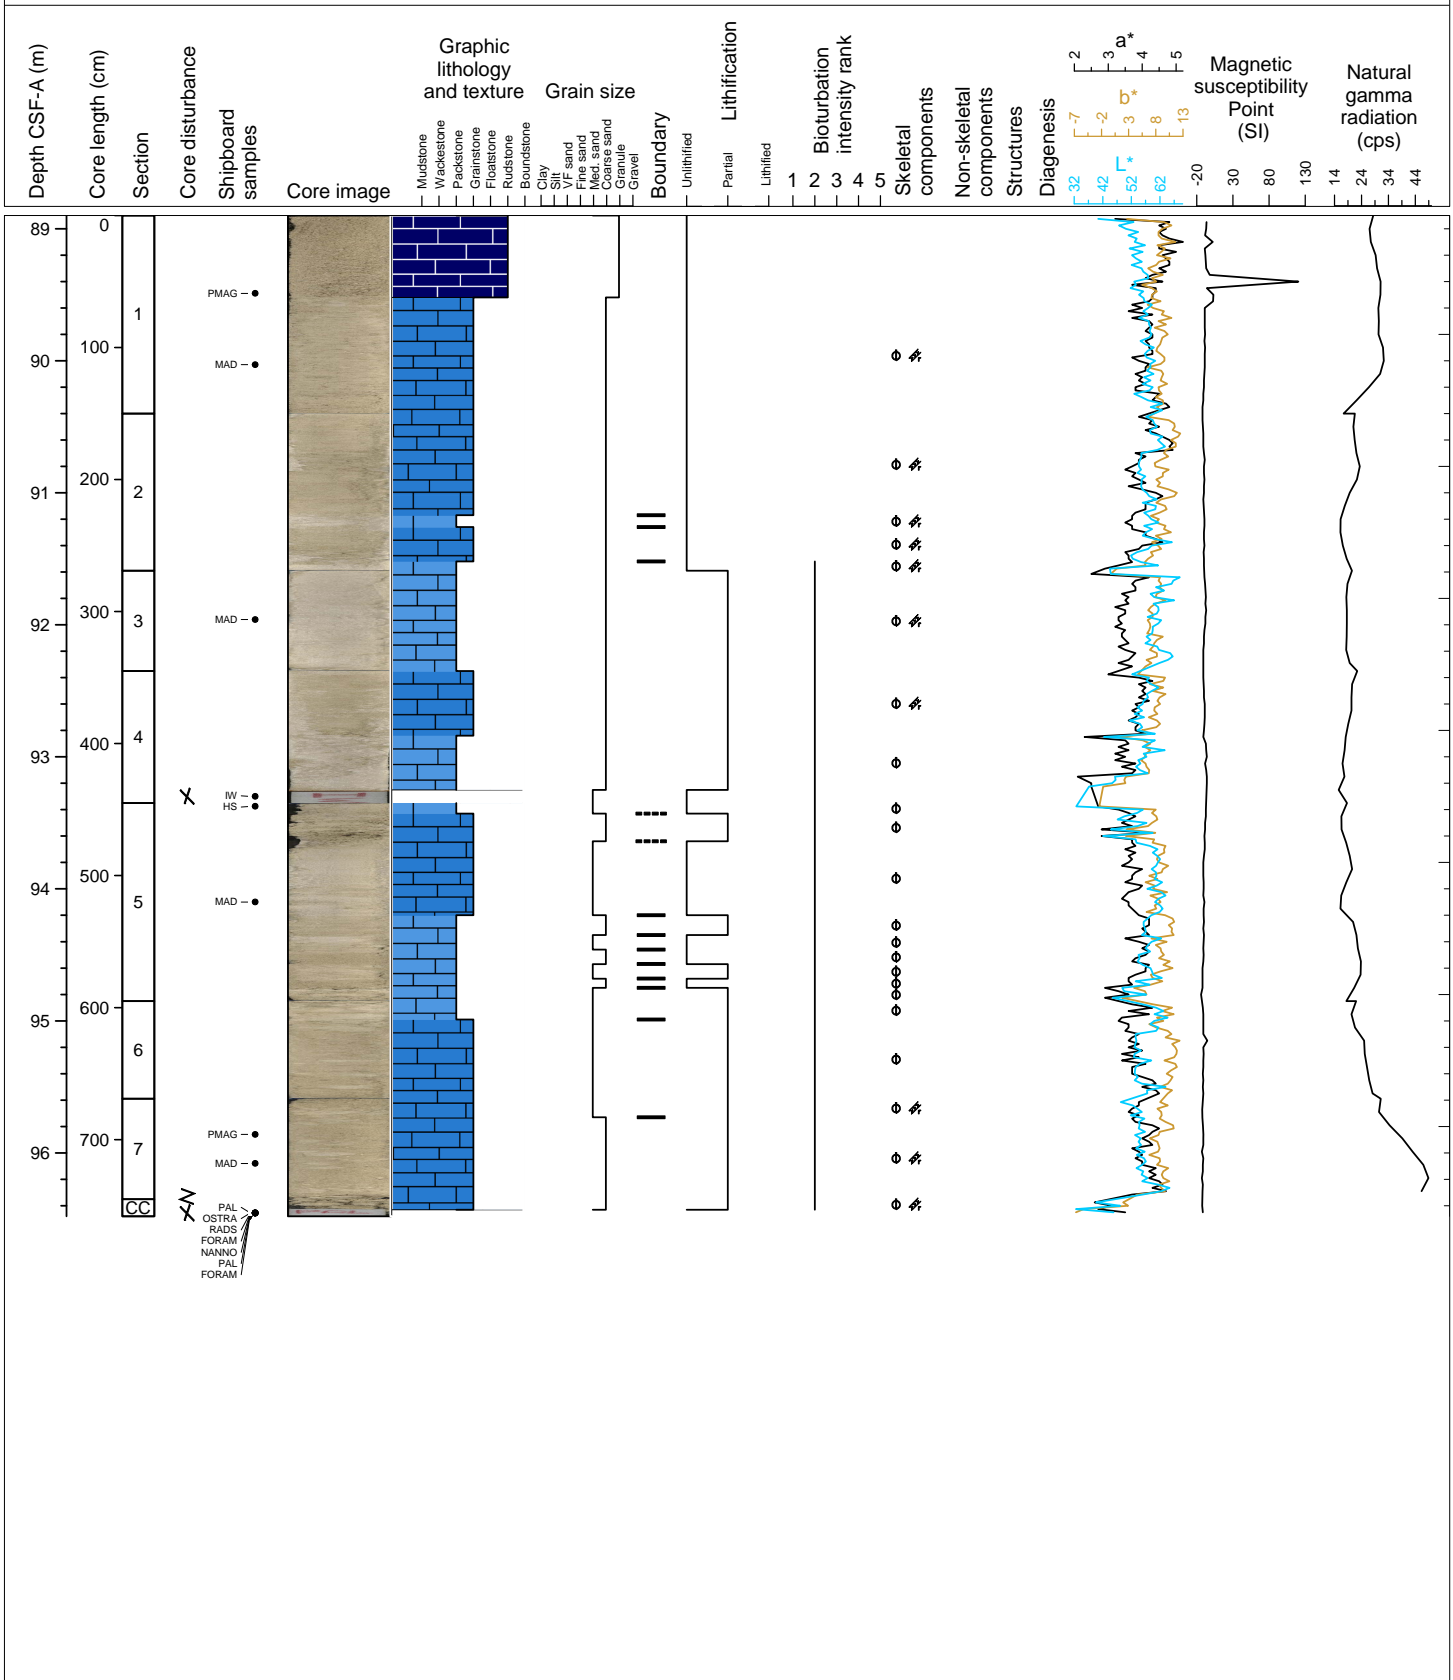 Depth CSF-A (m)
Core length (cm)
Section
Core disturbance
Shipboard
samples
Core image
Graphic
lithology
and texture
Mudstone
Wackestone
Packstone
Grainstone
Floatstone
Rudstone
Boundstone
Grain size
Clay
Silt
VF sand
Fine sand
Med. sand
Coarse sand
Granule
Gravel
Boundary
Lithification
Unlithified
Partial
Lithified
Bioturbation
intensity rank
1 2 3 4 5
Skeletal
components
Non-skeletal
components
Structures
Diagenesis
a*
2 3 4 5
b*
-7 -2 3 8 13
L*
32 42 52 62
Magnetic
susceptibility
Point
(SI)
-20 30 80 130
Natural
gamma
radiation
(cps)
14 24 34 44
89
90
91
92
93
94
95
96
0
100
200
300
400
500
600
700
1
2
3
4
5
6
7
CC
PMAG
MAD
MAD
IW
HS
MAD
PMAG
MAD
PAL
OSTRA
RADS
FORAM
NANNO
PAL
FORAM